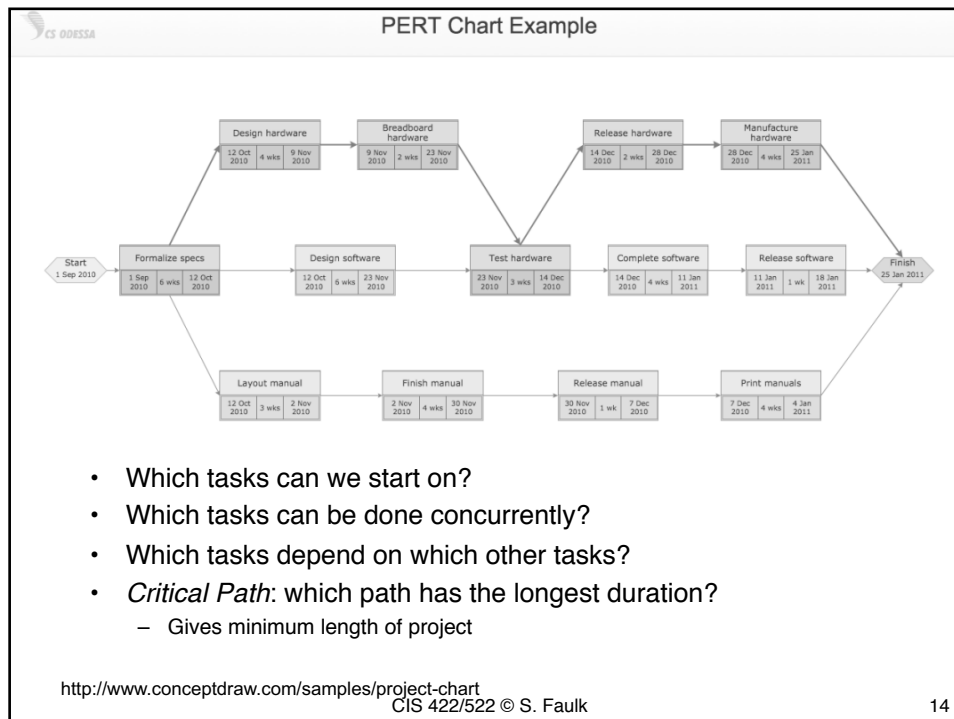 CS ODESSA
PERT Chart Example
Design hardware
12 Oct 2010 4 wks 9 Nov 2010
Breadboard hardware
9 Nov 2010 2 wks 23 Nov 2010
Release hardware
14 Dec 2010 2 wks 28 Dec 2010
Manufacture hardware
28 Dec 2010 4 wks 25 Jan 2011
Start
1 Sep 2010
Formalize specs
1 Sep 2010 6 wks 12 Oct 2010
Design software
12 Oct 2010 6 wks 23 Nov 2010
Test hardware
23 Nov 2010 3 wks 14 Dec 2010
Complete software
14 Dec 2010 4 wks 11 Jan 2011
Release software
11 Jan 2011 1 wk 18 Jan 2011
Finish
25 Jan 2011
Layout manual
12 Oct 2010 3 wks 2 Nov 2010
Finish manual
2 Nov 2010 4 wks 30 Nov 2010
Release manual
30 Nov 2010 1 wk 7 Dec 2010
Print manuals
7 Dec 2010 4 wks 4 Jan 2011
• Which tasks can we start on?
• Which tasks can be done concurrently?
• Which tasks depend on which other tasks?
• Critical Path: which path has the longest duration?
– Gives minimum length of project
http://www.conceptdraw.com/samples/project-chart
CIS 422/522 © S. Faulk
14